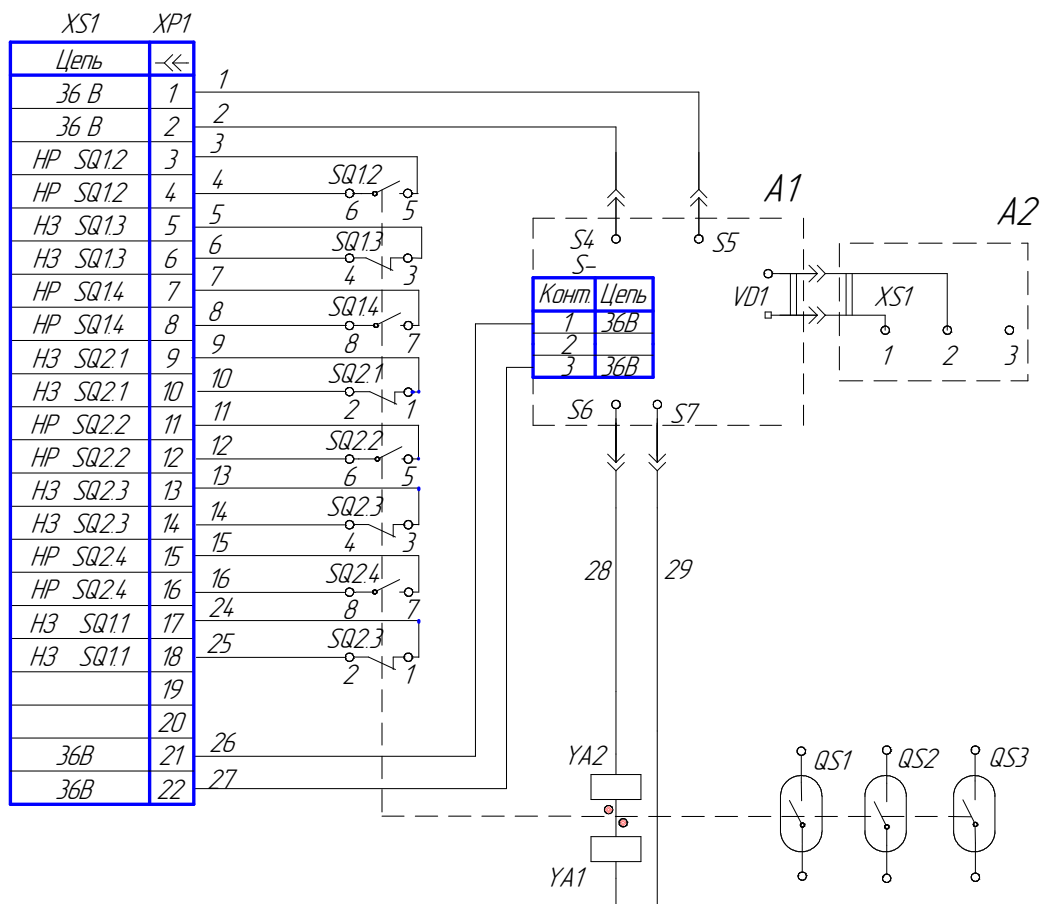 XS1 XP1
Цепь
36 В 1
36 В 2
НР SQ1.2 3
НР SQ1.2 4
НЗ SQ1.3 5
НЗ SQ1.3 6
НР SQ1.4 7
НР SQ1.4 8
НЗ SQ2.1 9
НЗ SQ2.1 10
НР SQ2.2 11
НР SQ2.2 12
НЗ SQ2.3 13
НЗ SQ2.3 14
НР SQ2.4 15
НР SQ2.4 16
НЗ SQ1.1 17
НЗ SQ1.1 18
19
20
36В 21
36В 22
1
2
3
4
5
6
7
8
9
10
11
12
13
14
15
16
24
25
26
27
SQ1.2
6 5
SQ1.3
4 3
SQ1.4
8 7
SQ2.1
2 1
SQ2.2
6 5
SQ2.3
4 3
SQ2.4
8 7
SQ2.3
2 1
A1
S4 S5
S-
Конт. Цепь
1 36В
2
3 36В
S6 S7
VD1
A2
XS1
1 2 3
28 29
YA2
YA1
QS1 QS2 QS3